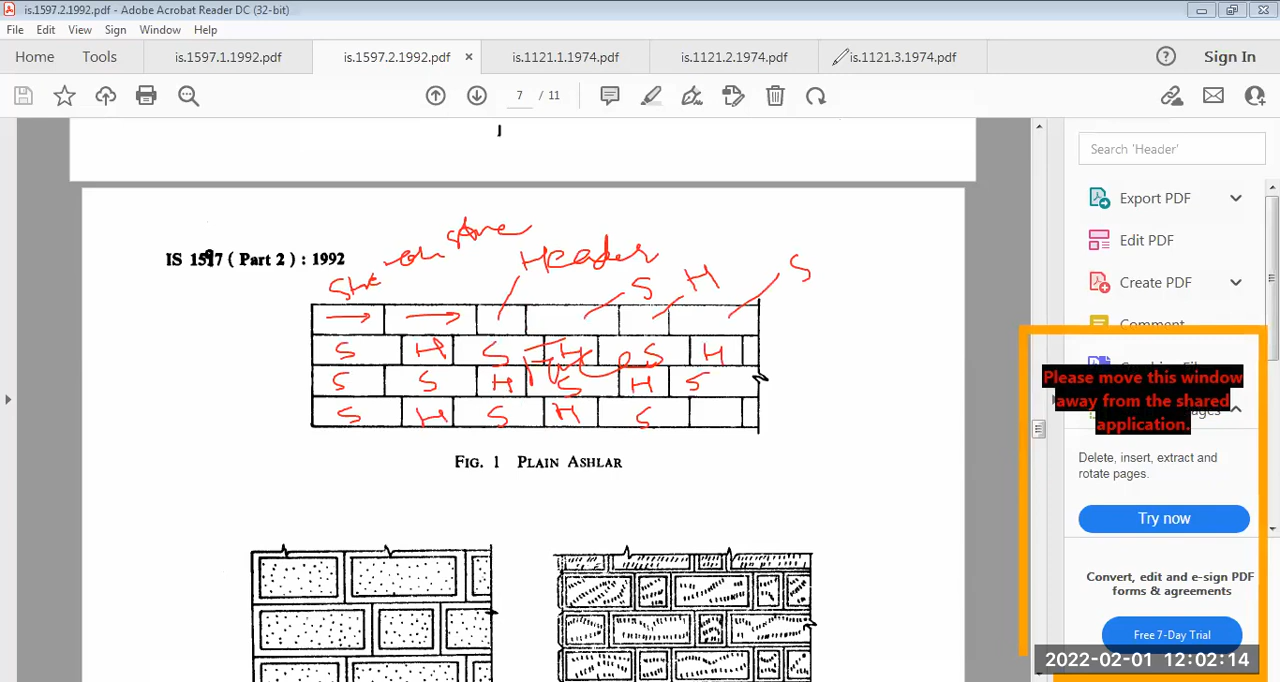 is.1597.2.1992.pdf - Adobe Acrobat Reader DC (32-bit)
File Edit View Sign Window Help
Home Tools is.1597.1.1992.pdf is.1597.2.1992.pdf × is.1121.1.1974.pdf is.1121.2.1974.pdf is.1121.3.1974.pdf ? Sign In
7 / 11
Search 'Header'
Export PDF
Edit PDF
Create PDF
Comment
Please move this window
away from the shared
application.
Delete, insert, extract and
rotate pages.
Try now
Convert, edit and e-sign PDF
forms & agreements
Free 7-Day Trial
2022-02-01 12:02:14
J
IS 1597 (Part 2) : 1992
Header
S H S
S H S H S H
S S H S H S
S H S H S
FIG. 1 PLAIN ASHLAR